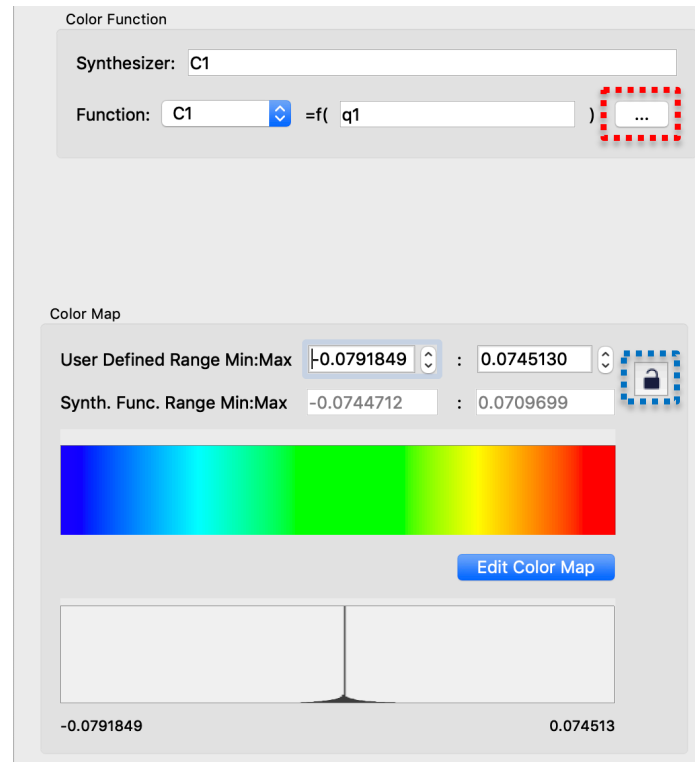 Color Function
Synthesizer: C1
Function: C1 =f( q1 ) ...
Color Map
User Defined Range Min:Max -0.0791849 : 0.0745130
Synth. Func. Range Min:Max -0.0744712 : 0.0709699
Edit Color Map
-0.0791849 0.074513